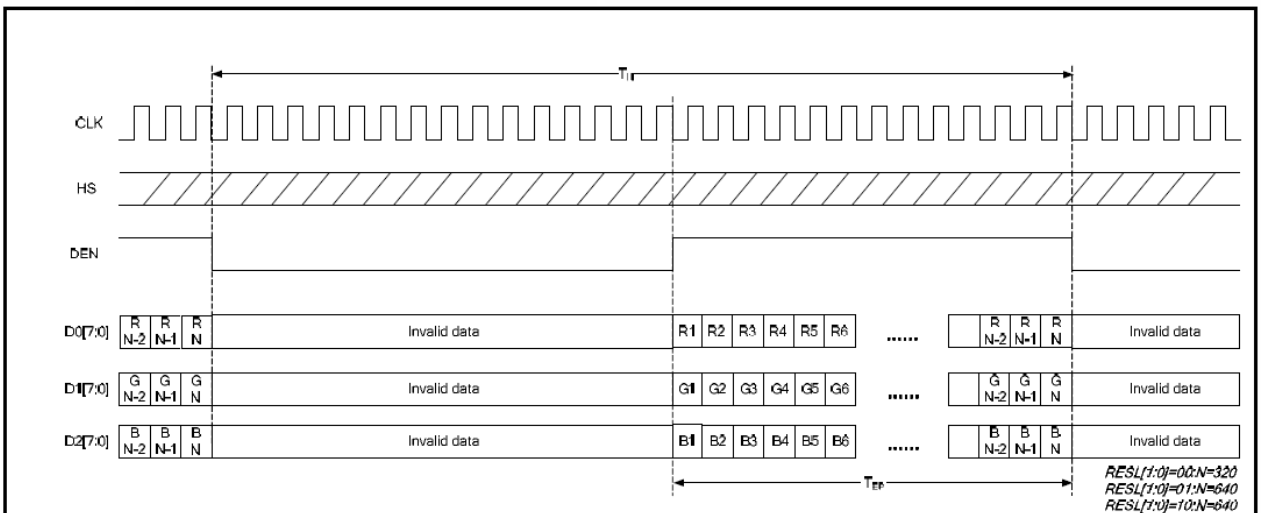 TH
CLK
HS
DEN
D0[7:0] R N-2 R N-1 R N Invalid data R1 R2 R3 R4 R5 R6 ...... R N-2 R N-1 R N Invalid data
D1[7:0] G N-2 G N-1 G N Invalid data G1 G2 G3 G4 G5 G6 ...... G N-2 G N-1 G N Invalid data
D2[7:0] B N-2 B N-1 B N Invalid data B1 B2 B3 B4 B5 B6 ...... B N-2 B N-1 B N Invalid data
TEP
RESL[1:0]=00:N=320
RESL[1:0]=01:N=640
RESL[1:0]=10:N=640